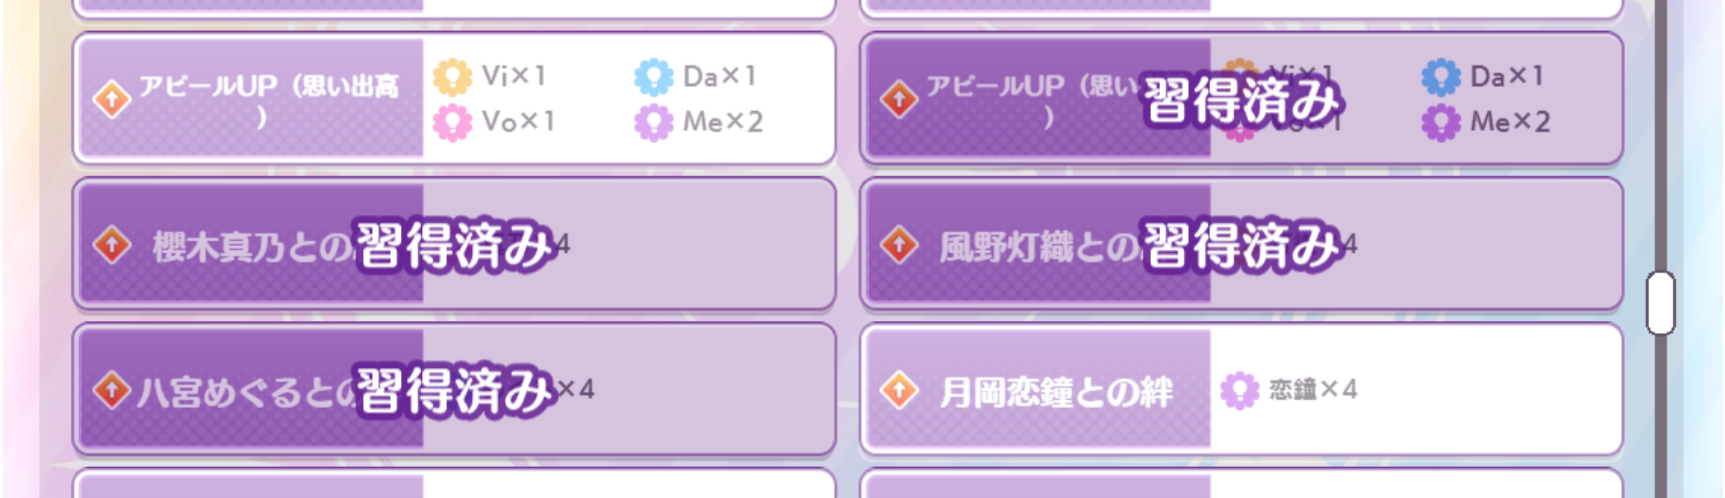 アピールUP（思い出高
）
Vi×1
Da×1
Vo×1
Me×2
アピールUP（思い
）
習得済み
Vi×1
Da×1
Vo×1
Me×2
櫻木真乃との
習得済み
4
風野灯織との
習得済み
4
八宮めぐると
習得済み
×4
月岡恋鐘との絆
恋鐘×4